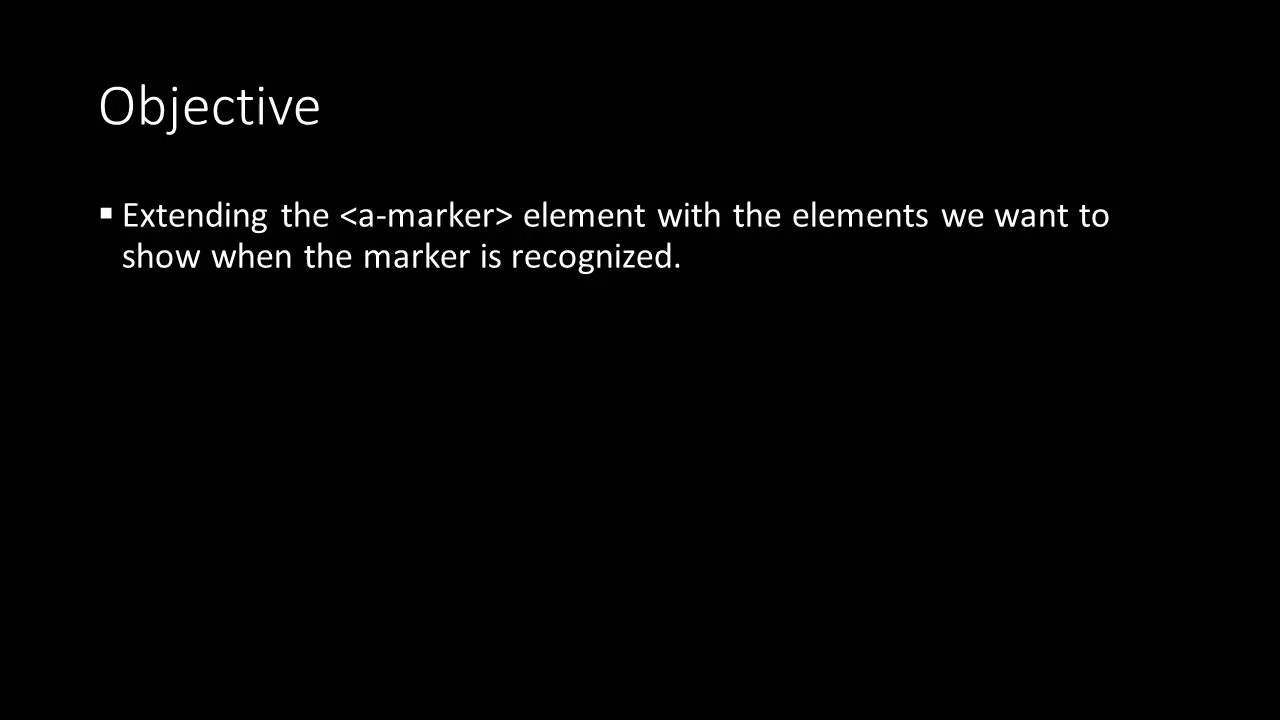 Objective
▪ Extending the <a-marker> element with the elements we want to
show when the marker is recognized.